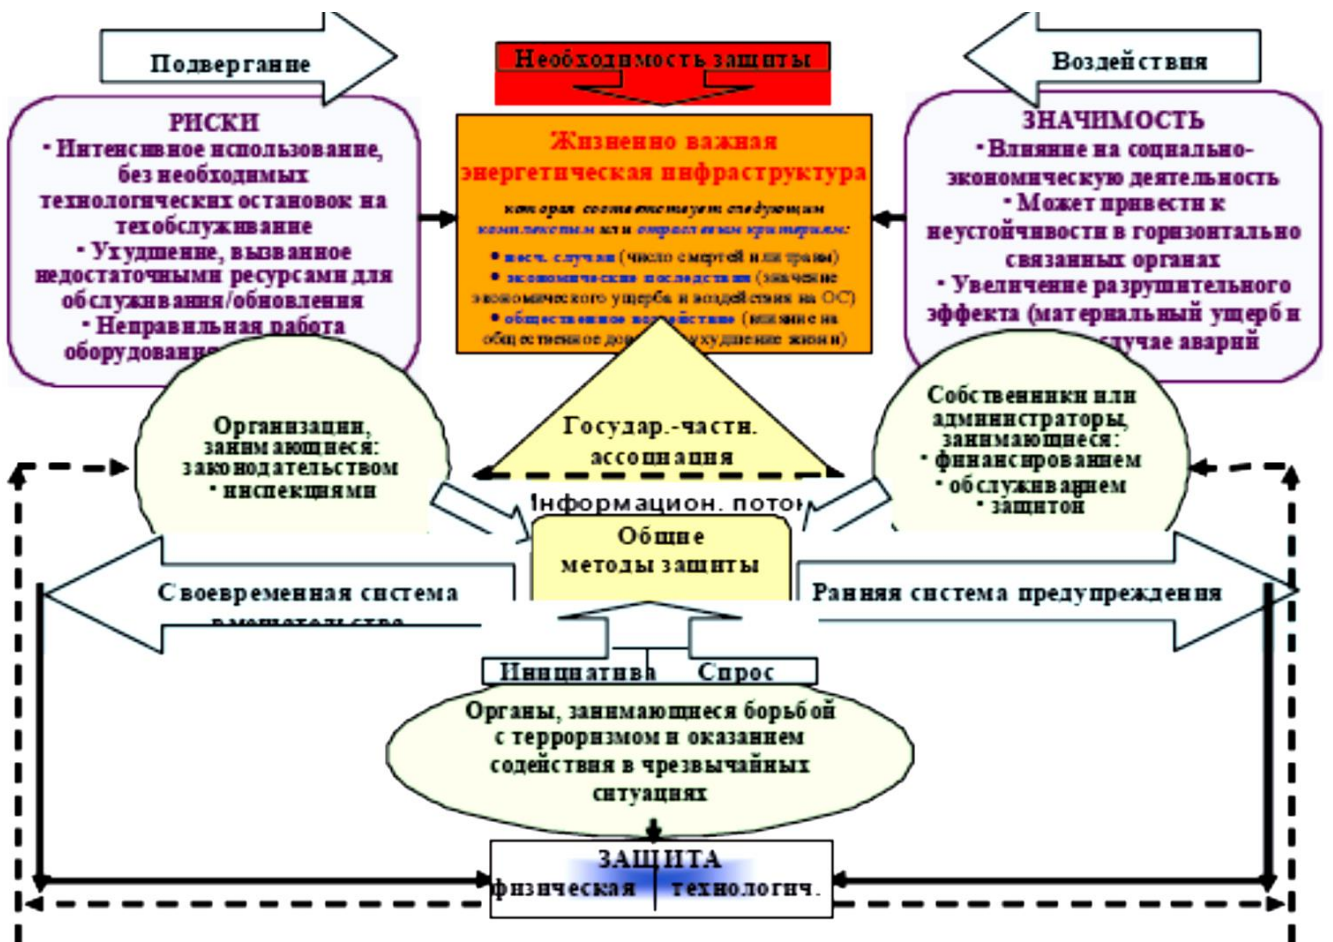 Подвергание
Необходимость защиты
Воздействия
РИСКИ
• Интенсивное использование,
без необходимых
технологических остановок на
техобслуживание
• Ухудшение, вызванное
недостаточными ресурсами для
обслуживания/обновления
• Неправильная работа
Жизненно важная
энергетическая инфраструктура
которая соответствует следующим
комплексным или отраслевым критериям:
• несч. случаи (число смертей или травм)
• экономические последствия (значение
экономического ущерба и воздействия на ОС)
• общественное воздействие (влияние на
общественное ухудшение жизни)
ЗНАЧИМОСТЬ
• Влияние на социально-
экономическую деятельность
• Может привести к
неустойчивости в горизонтально
связанных органах
• Увеличение разрушительного
эффекта (материальный ущерб и
случае аварий
Организации,
занимающиеся:
законодательством
• инспекциями
Государ.-частн.
ассоциация
Собственники или
администраторы,
занимающиеся:
• финансированием
• обслуживанием
• защитой
Информацион. поток
Общие
методы защиты
Своевременная система
вмешательства
Ранняя система предупреждения
Инициатива Спрос
Органы, занимающиеся борьбой
с терроризмом и оказанием
содействия в чрезвычайных
ситуациях
ЗАЩИТА
физическая технологич.